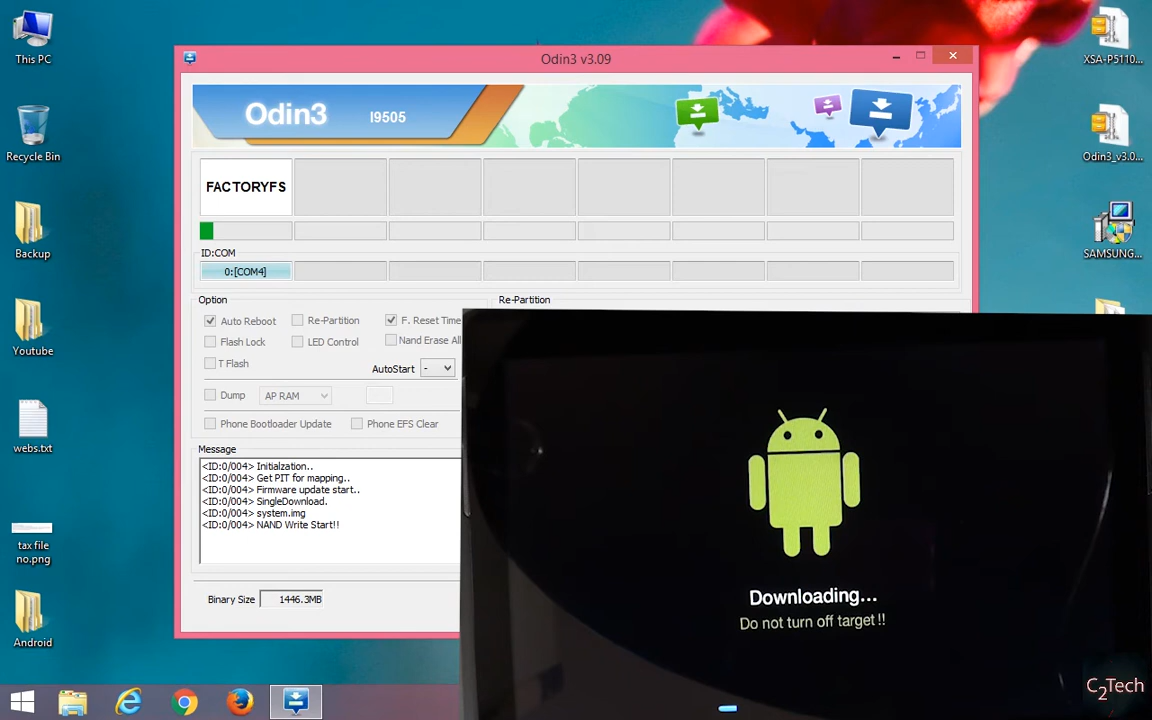 This PC
Recycle Bin
Backup
Youtube
webs.txt
tax file
no.png
Android
XSA-P5110...
Odin3_v3.0...
SAMSUNG...
Odin3 v3.09
Odin3
I9505
FACTORYFS
ID:COM
0:[COM4]
Option
Auto Reboot
Re-Partition
F. Reset Time
Flash Lock
LED Control
Nand Erase All
T Flash
AutoStart
-
Dump
AP RAM
Phone Bootloader Update
Phone EFS Clear
Re-Partition
Message
<ID:0/004> Initialzation..
<ID:0/004> Get PIT for mapping..
<ID:0/004> Firmware update start..
<ID:0/004> SingleDownload.
<ID:0/004> system.img
<ID:0/004> NAND Write Start!!
Binary Size
1446.3MB
Downloading...
Do not turn off target !!
C2Tech